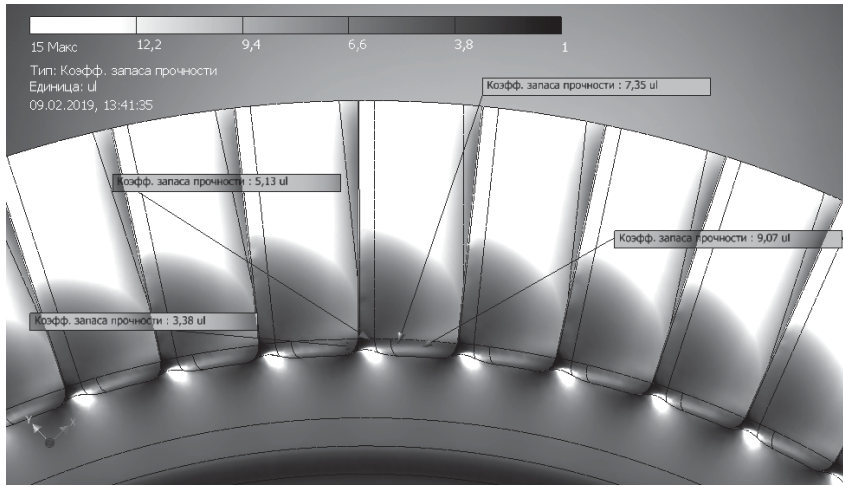 15 Макс 12,2 9,4 6,6 3,8 1
Тип: Коэфф. запаса прочности
Единица: ul
09.02.2019, 13:41:35
Коэфф. запаса прочности : 7,35 ul
Коэфф. запаса прочности : 5,13 ul
Коэфф. запаса прочности : 9,07 ul
Коэфф. запаса прочности : 3,38 ul
Y X